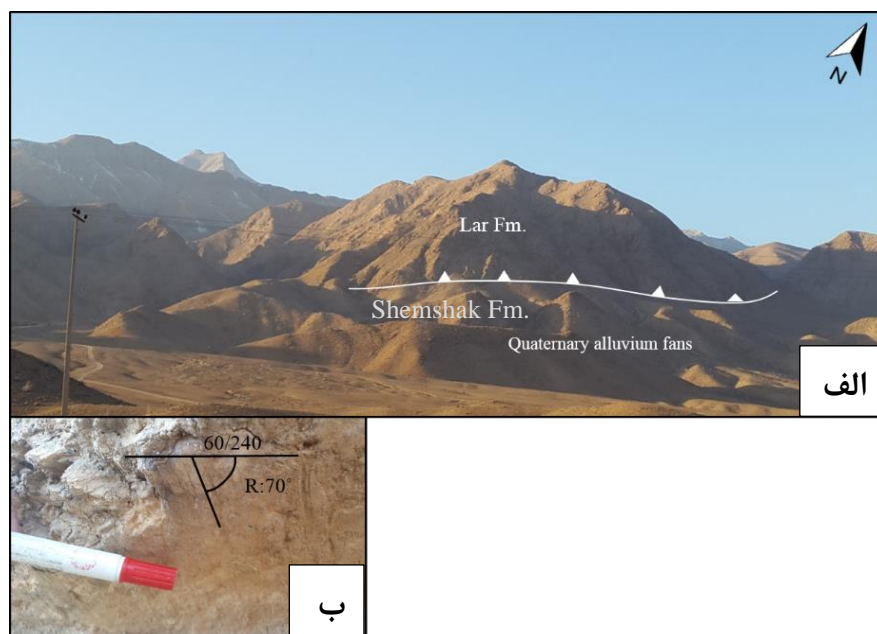 N
Lar Fm.
Shemshak Fm.
Quaternary alluvium fans
الف
60/240
R:70°
ب